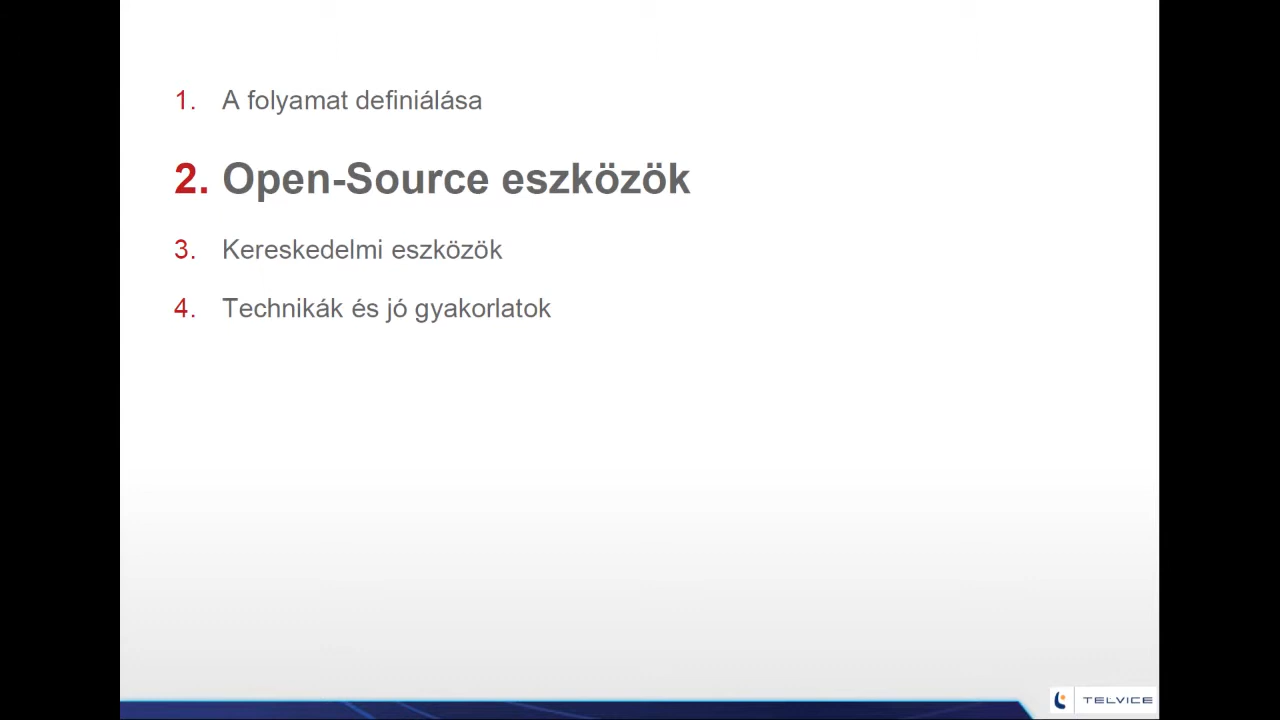 1. A folyamat definiálása
2. Open-Source eszközök
3. Kereskedelmi eszközök
4. Technikák és jó gyakorlatok
TELVICE